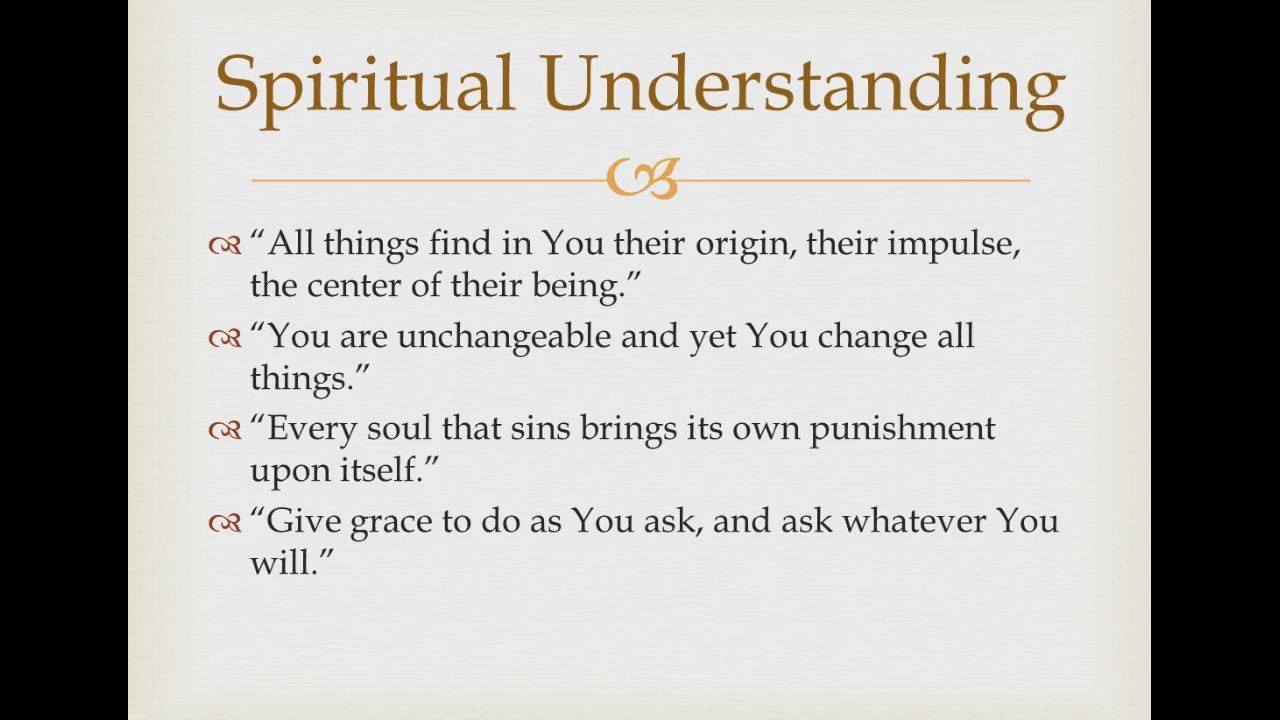 Spiritual Understanding
“All things find in You their origin, their impulse,
the center of their being.”
“You are unchangeable and yet You change all
things.”
“Every soul that sins brings its own punishment
upon itself.”
“Give grace to do as You ask, and ask whatever You
will.”